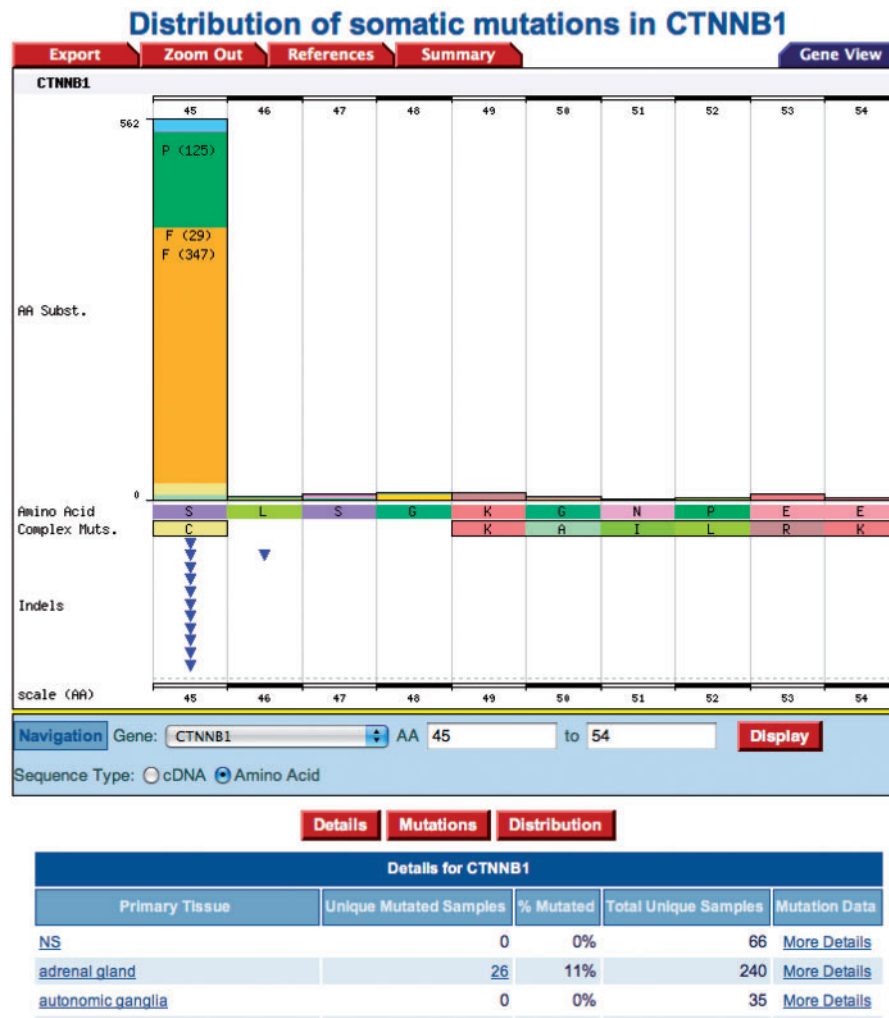 Distribution of somatic mutations in CTNNB1
Export Zoom Out References Summary Gene View
CTNNB1
45 46 47 48 49 50 51 52 53 54
562
P (125)
F (29)
F (347)
AA Subst.
0
Amino Acid S L S G K G N P E E
Complex Muts. C K A I L R K
Indels
scale (AA) 45 46 47 48 49 50 51 52 53 54
Navigation Gene: CTNNB1 AA 45 to 54 Display
Sequence Type: cDNA Amino Acid
Details Mutations Distribution
Details for CTNNB1
Primary Tissue Unique Mutated Samples % Mutated Total Unique Samples Mutation Data
NS 0 0% 66 More Details
adrenal gland 26 11% 240 More Details
autonomic ganglia 0 0% 35 More Details